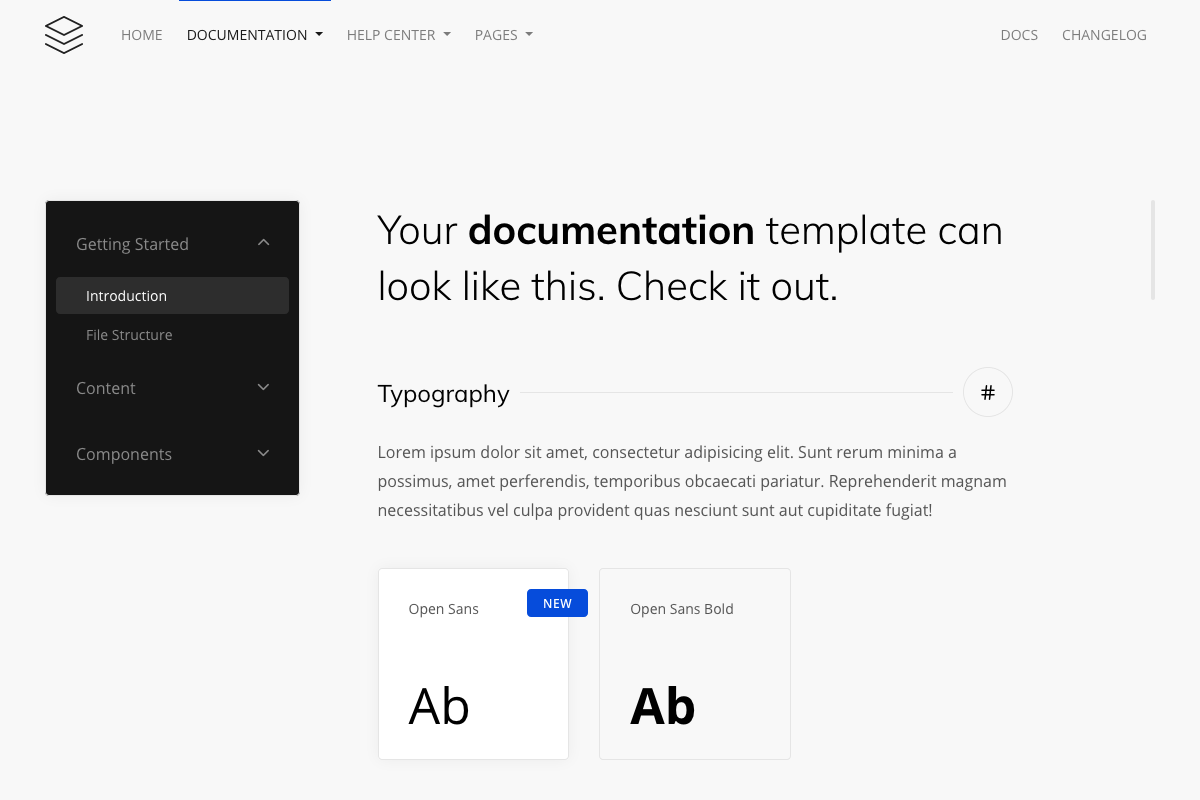 HOME DOCUMENTATION HELP CENTER PAGES DOCS CHANGELOG
Getting Started
Introduction
File Structure
Content
Components
Your documentation template can
look like this. Check it out.
Typography #
Lorem ipsum dolor sit amet, consectetur adipisicing elit. Sunt rerum minima a
possimus, amet perferendis, temporibus obcaecati pariatur. Reprehenderit magnam
necessitatibus vel culpa provident quas nesciunt sunt aut cupiditate fugiat!
Open Sans NEW
Ab
Open Sans Bold
Ab